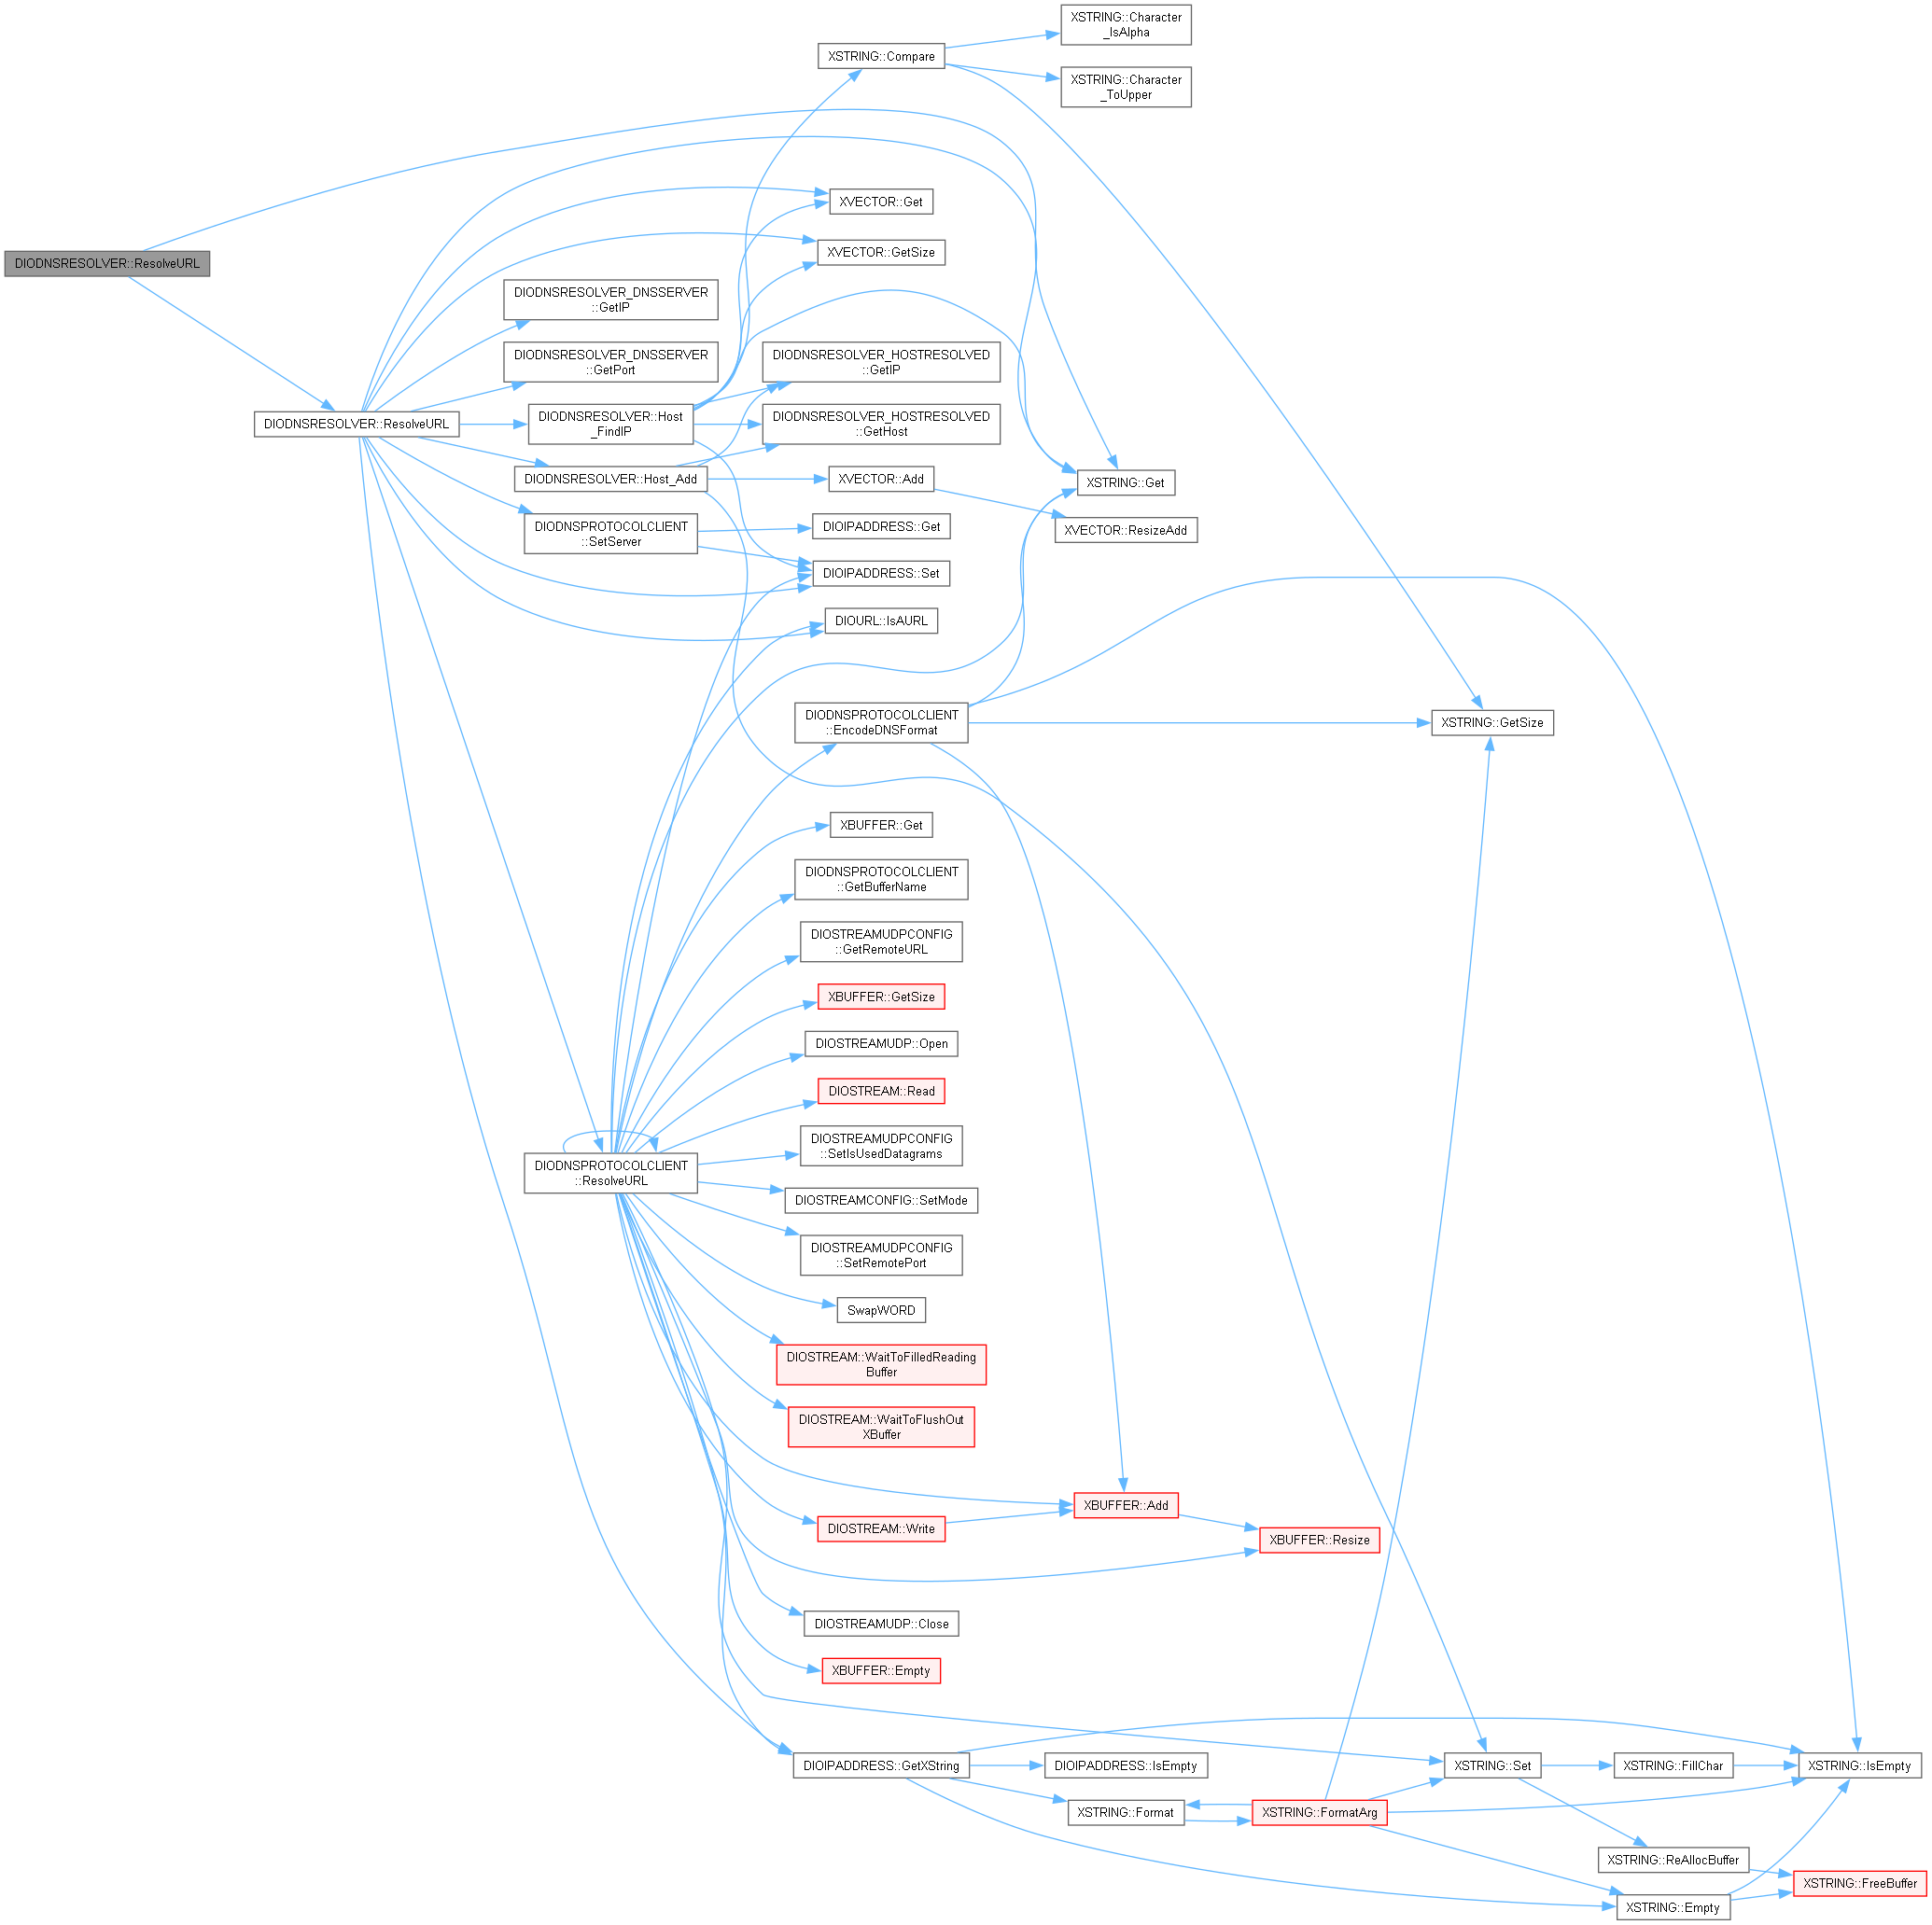 XSTRING::Character
_IsAlpha
XSTRING::Compare
XSTRING::Character
_ToUpper
XVECTOR::Get
XVECTOR::GetSize
DIODNSRESOLVER::ResolveURL
DIODNSRESOLVER_DNSSERVER
::GetIP
DIODNSRESOLVER_DNSSERVER
::GetPort
DIODNSRESOLVER_HOSTRESOLVED
::GetIP
DIODNSRESOLVER::ResolveURL
DIODNSRESOLVER::Host
_FindIP
DIODNSRESOLVER_HOSTRESOLVED
::GetHost
DIODNSRESOLVER::Host_Add
XVECTOR::Add
XSTRING::Get
DIODNSPROTOCOLCLIENT
::SetServer
DIOIPADDRESS::Get
XVECTOR::ResizeAdd
DIOIPADDRESS::Set
DIOURL::IsAURL
DIODNSPROTOCOLCLIENT
::EncodeDNSFormat
XSTRING::GetSize
XBUFFER::Get
DIODNSPROTOCOLCLIENT
::GetBufferName
DIOSTREAMUDPCONFIG
::GetRemoteURL
XBUFFER::GetSize
DIOSTREAMUDP::Open
DIOSTREAM::Read
DIOSTREAMUDPCONFIG
::SetIsUsedDatagrams
DIODNSPROTOCOLCLIENT
::ResolveURL
DIOSTREAMCONFIG::SetMode
DIOSTREAMUDPCONFIG
::SetRemotePort
SwapWORD
DIOSTREAM::WaitToFilledReading
Buffer
DIOSTREAM::WaitToFlushOut
XBuffer
XBUFFER::Add
DIOSTREAM::Write
XBUFFER::Resize
DIOSTREAMUDP::Close
XBUFFER::Empty
DIOIPADDRESS::GetXString
DIOIPADDRESS::IsEmpty
XSTRING::Set
XSTRING::FillChar
XSTRING::IsEmpty
XSTRING::Format
XSTRING::FormatArg
XSTRING::ReAllocBuffer
XSTRING::FreeBuffer
XSTRING::Empty